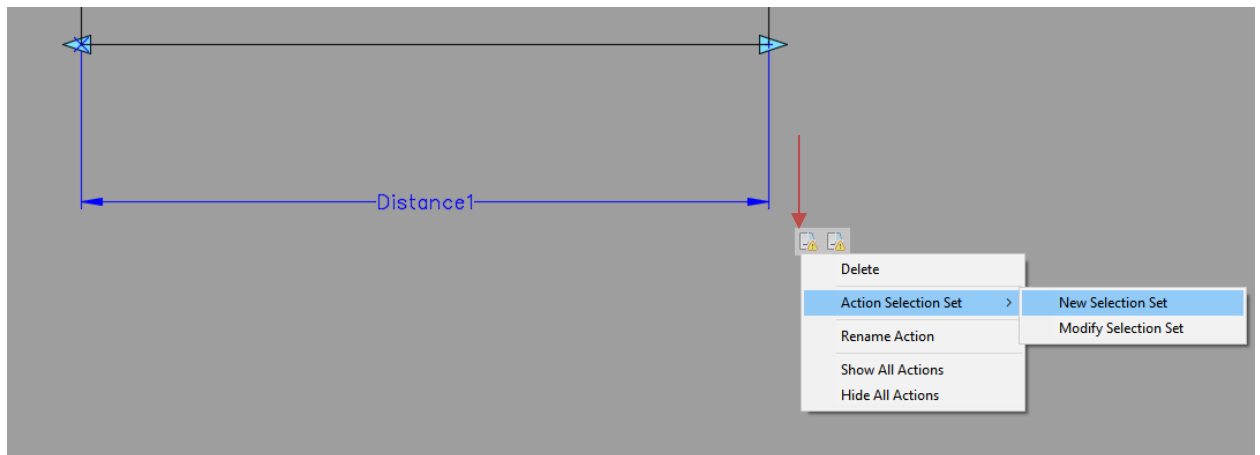 Distance1
Delete
Action Selection Set
New Selection Set
Modify Selection Set
Rename Action
Show All Actions
Hide All Actions